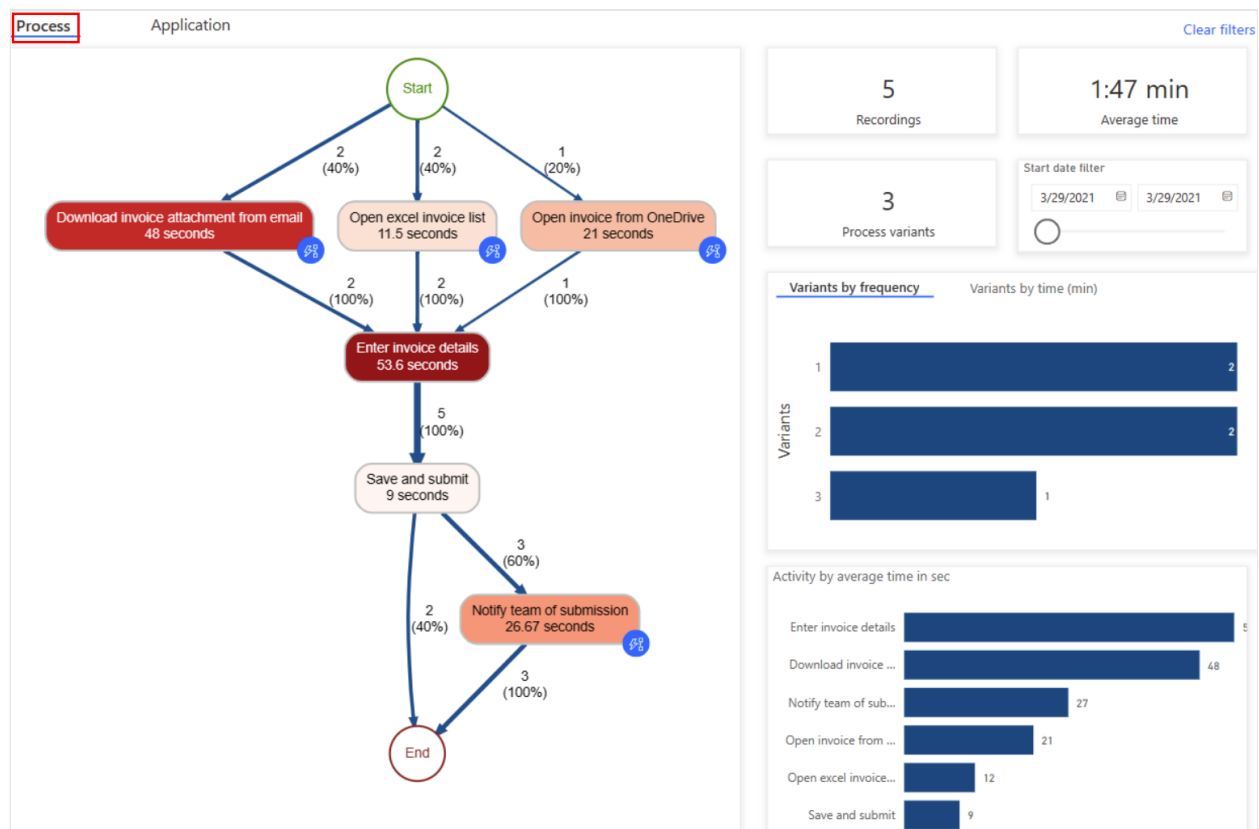 Process
Application
Clear filters
Start
2
(40%)
2
(40%)
1
(20%)
Download invoice attachment from email
48 seconds
Open excel invoice list
11.5 seconds
Open invoice from OneDrive
21 seconds
2
(100%)
2
(100%)
1
(100%)
Enter invoice details
53.6 seconds
5
(100%)
Save and submit
9 seconds
3
(60%)
2
(40%)
Notify team of submission
26.67 seconds
3
(100%)
End
5
Recordings
1:47 min
Average time
3
Process variants
Start date filter
3/29/2021
3/29/2021
Variants by frequency
Variants by time (min)
Variants
1
2
2
2
3
1
Activity by average time in sec
Enter invoice details
Download invoice ...
48
Notify team of sub...
27
Open invoice from ...
21
Open excel invoice...
12
Save and submit
9